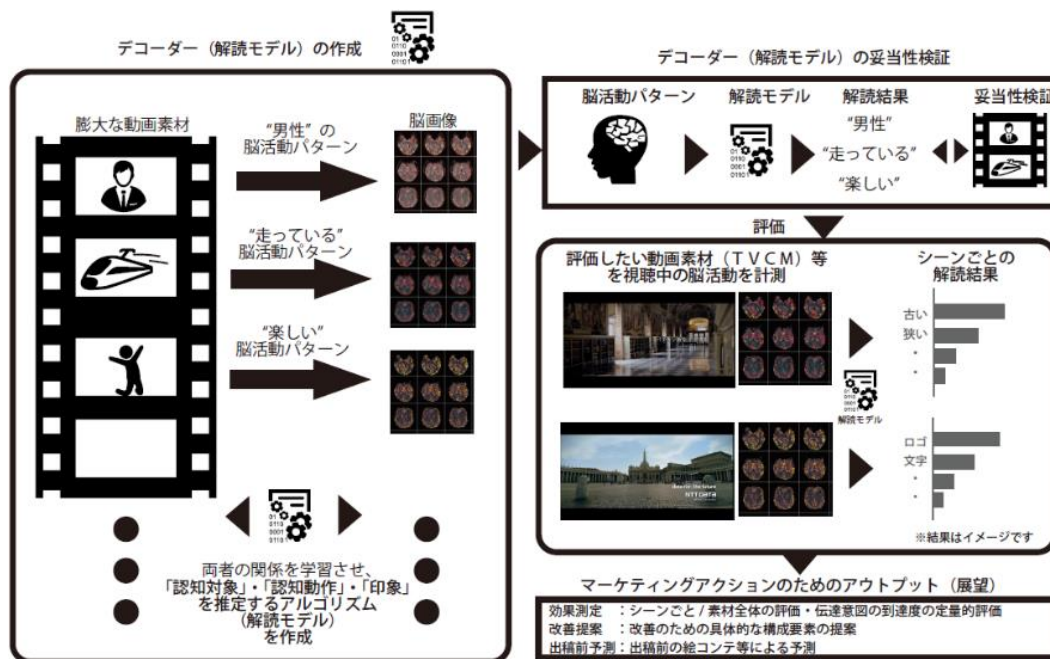 デコーダー（解読モデル）の作成
膨大な動画素材
“男性” の
脳活動パターン
脳画像
“走っている”
脳活動パターン
“楽しい”
脳活動パターン
01
0110
0001
01101
両者の関係を学習させ、
「認知対象」・「認知動作」・「印象」
を推定するアルゴリズム
（解読モデル）
を作成
デコーダー（解読モデル）の妥当性検証
脳活動パターン
解読モデル
解読結果
妥当性検証
“男性”
“走っている”
“楽しい”
評価
評価したい動画素材（ＴＶＣＭ）等
を視聴中の脳活動を計測
シーンごとの
解読結果
古い
狭い
・
・
解読モデル
NTT DATA
ロゴ
文字
・
・
※結果はイメージです
マーケティングアクションのためのアウトプット（展望）
効果測定　：シーンごと / 素材全体の評価・伝達意図の到達度の定量的評価
改善提案　：改善のための具体的な構成要素の提案
出稿前予測：出稿前の絵コンテ等による予測